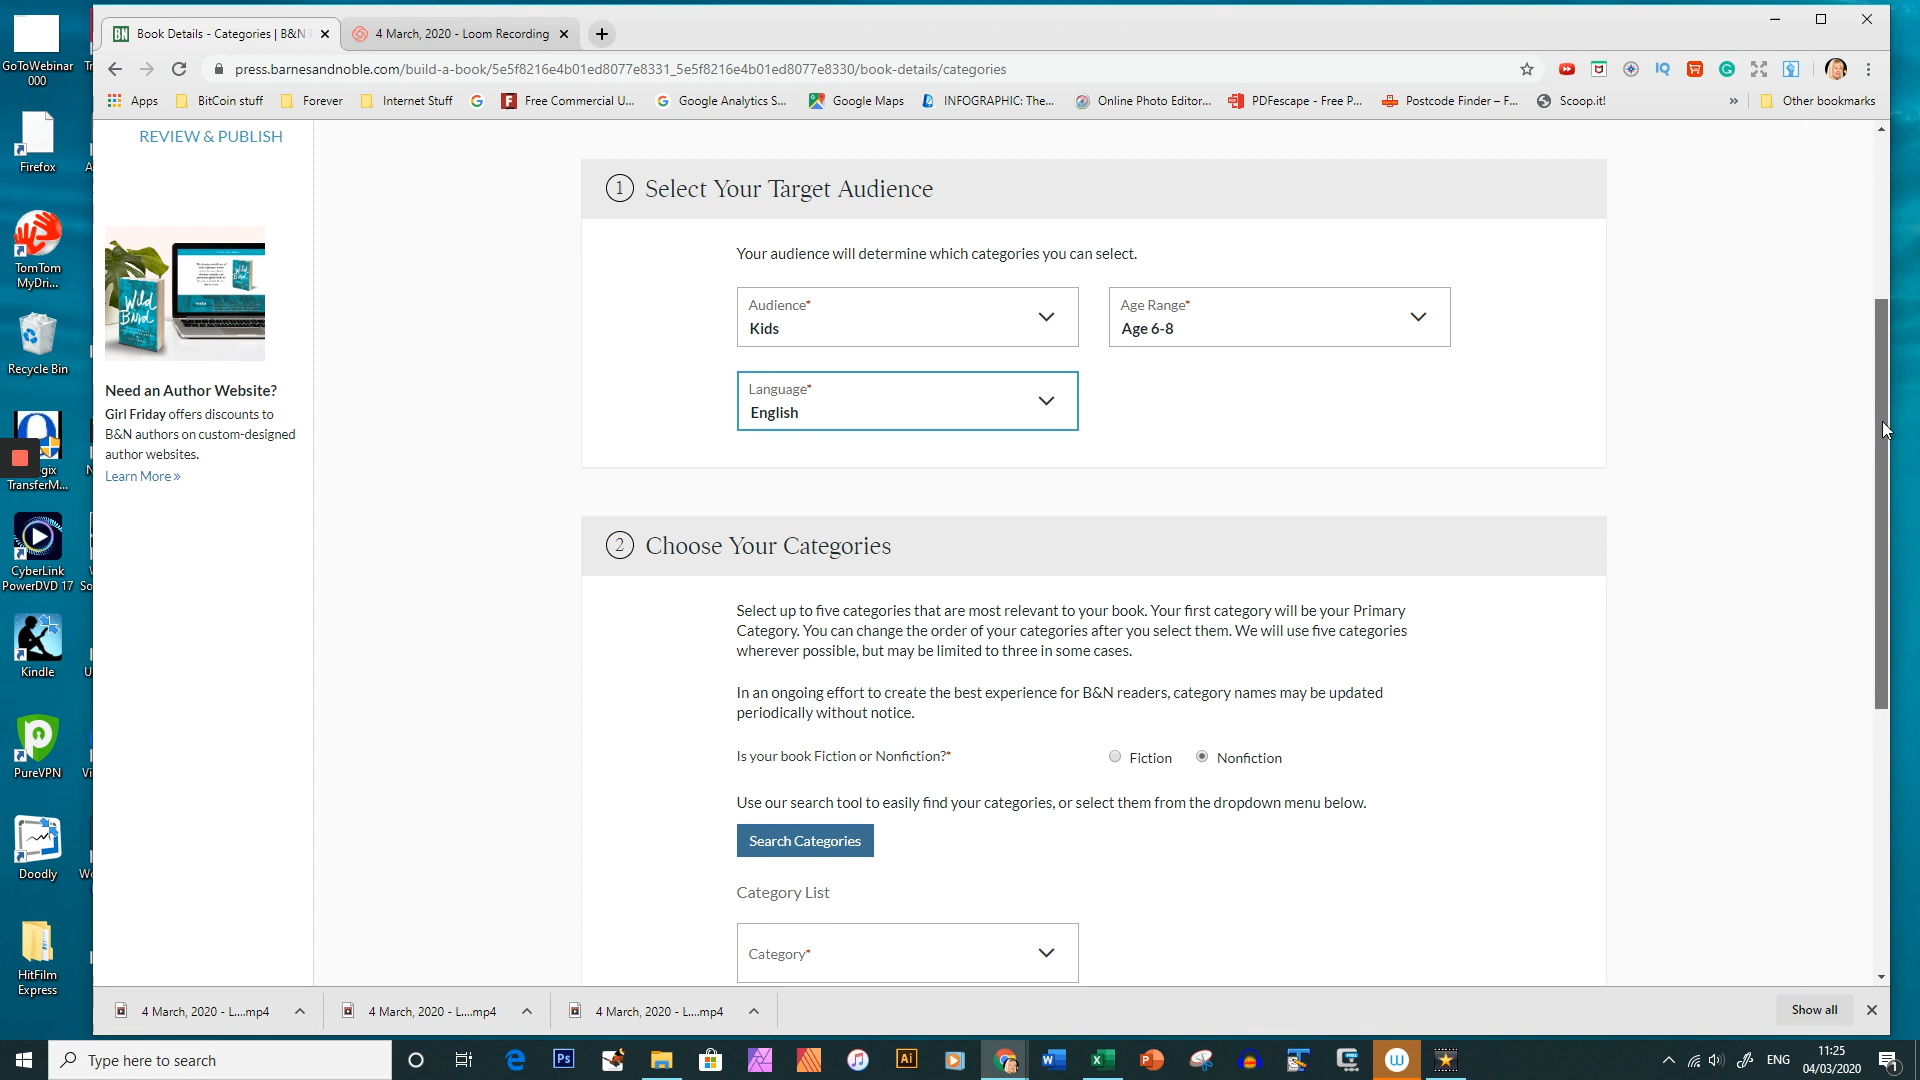 Book Details - Categories | B&N
4 March, 2020 - Loom Recording
press.barnesandnoble.com/build-a-book/5e5f8216e4b01ed8077e8331_5e5f8216e4b01ed8077e8330/book-details/categories
Apps
BitCoin stuff
Forever
Internet Stuff
Free Commercial U...
Google Analytics S...
Google Maps
INFOGRAPHIC: The...
Online Photo Editor...
PDFescape - Free P...
Postcode Finder – F...
Scoop.it!
»
Other bookmarks
GoToWebinar
000
Firefox
TomTom
MyDri...
Recycle Bin
TransferM...
CyberLink
PowerDVD 17
Kindle
PurePN
Doodly
HitFilm
Express
REVIEW & PUBLISH
Wild
Bird
Need an Author Website?
Girl Friday offers discounts to
B&N authors on custom-designed
author websites.
Learn More »
1 Select Your Target Audience
Your audience will determine which categories you can select.
Audience*
Kids
Age Range*
Age 6-8
Language*
English
2 Choose Your Categories
Select up to five categories that are most relevant to your book. Your first category will be your Primary
Category. You can change the order of your categories after you select them. We will use five categories
wherever possible, but may be limited to three in some cases.
In an ongoing effort to create the best experience for B&N readers, category names may be updated
periodically without notice.
Is your book Fiction or Nonfiction?*
Fiction
Nonfiction
Use our search tool to easily find your categories, or select them from the dropdown menu below.
Search Categories
Category List
Category*
4 March, 2020 - L....mp4
4 March, 2020 - L....mp4
4 March, 2020 - L....mp4
Show all
Type here to search
ENG
11:25
04/03/2020